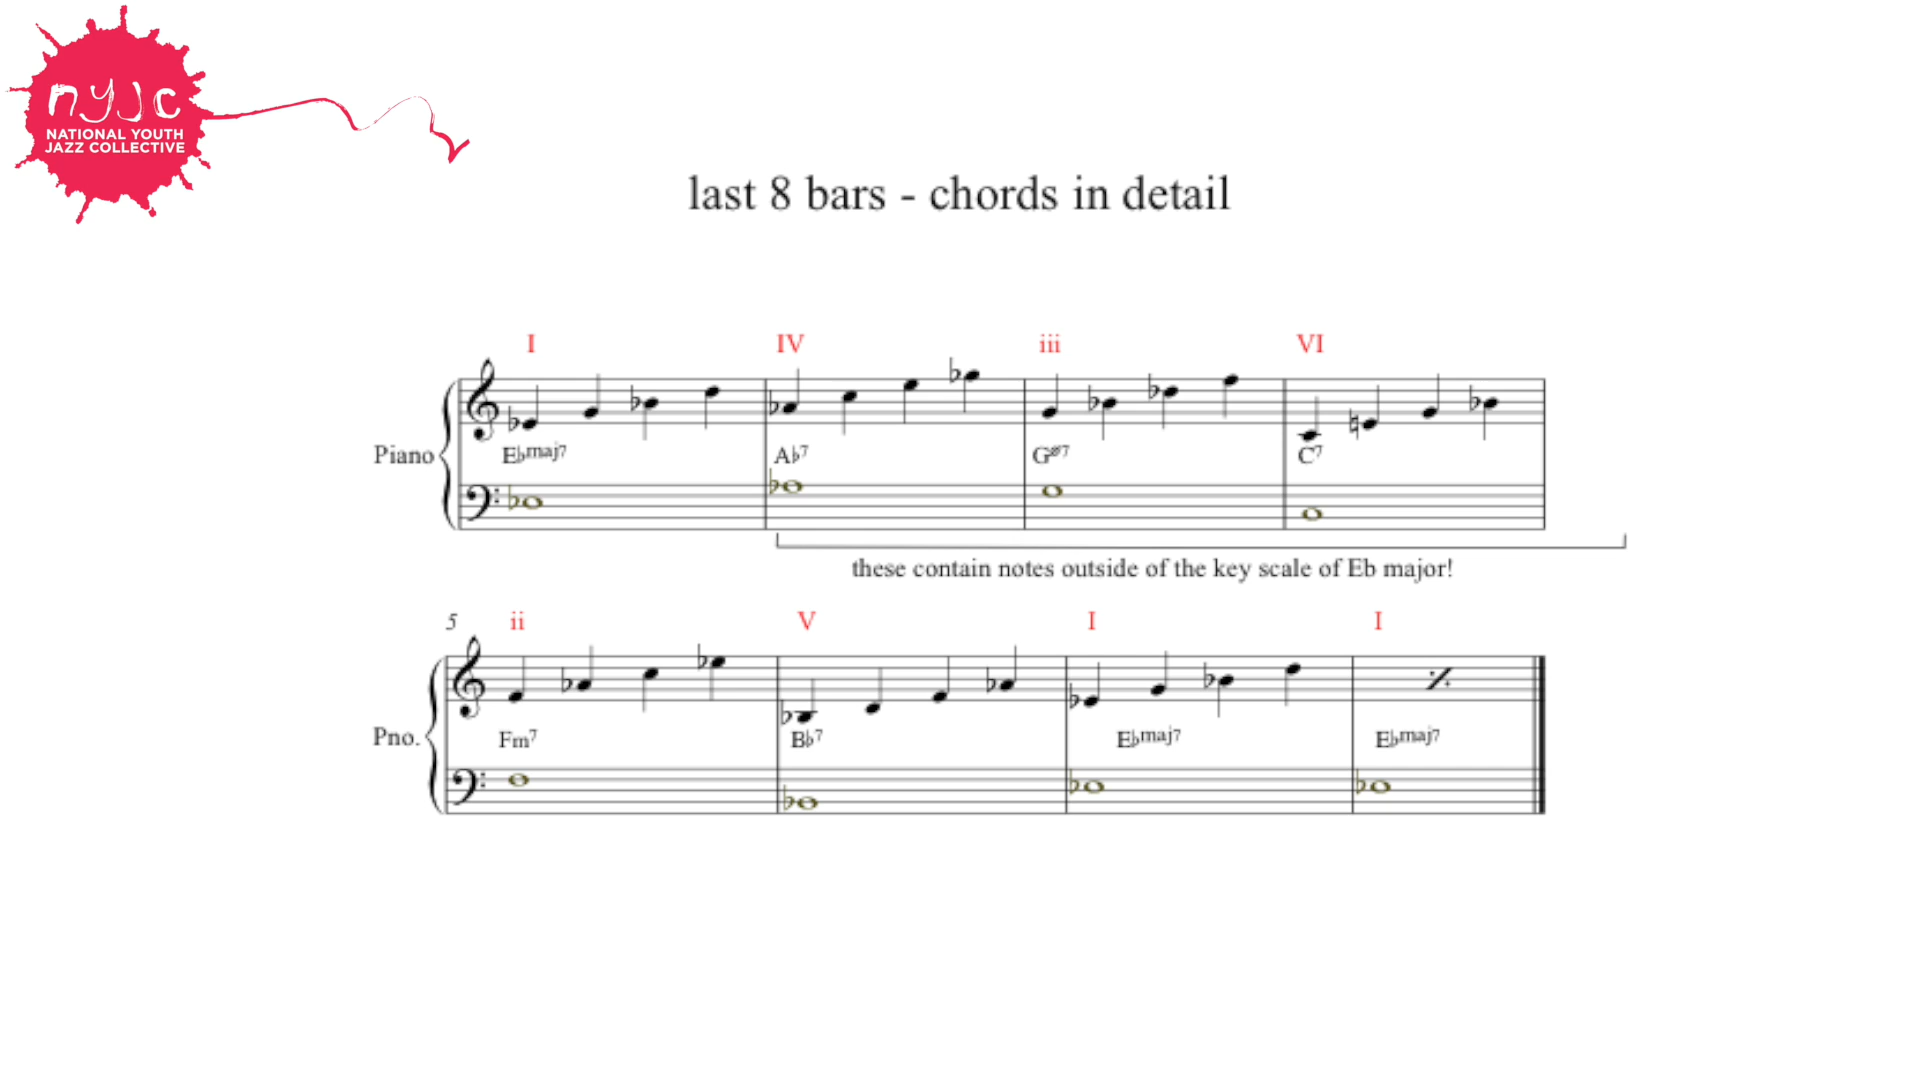 nyjc
NATIONAL YOUTH
JAZZ COLLECTIVE
last 8 bars - chords in detail
I IV iii VI
Piano
E♭maj7 A♭7 Gø7 C7
these contain notes outside of the key scale of Eb major!
5 ii V I I
Pno.
Fm7 B♭7 E♭maj7 E♭maj7